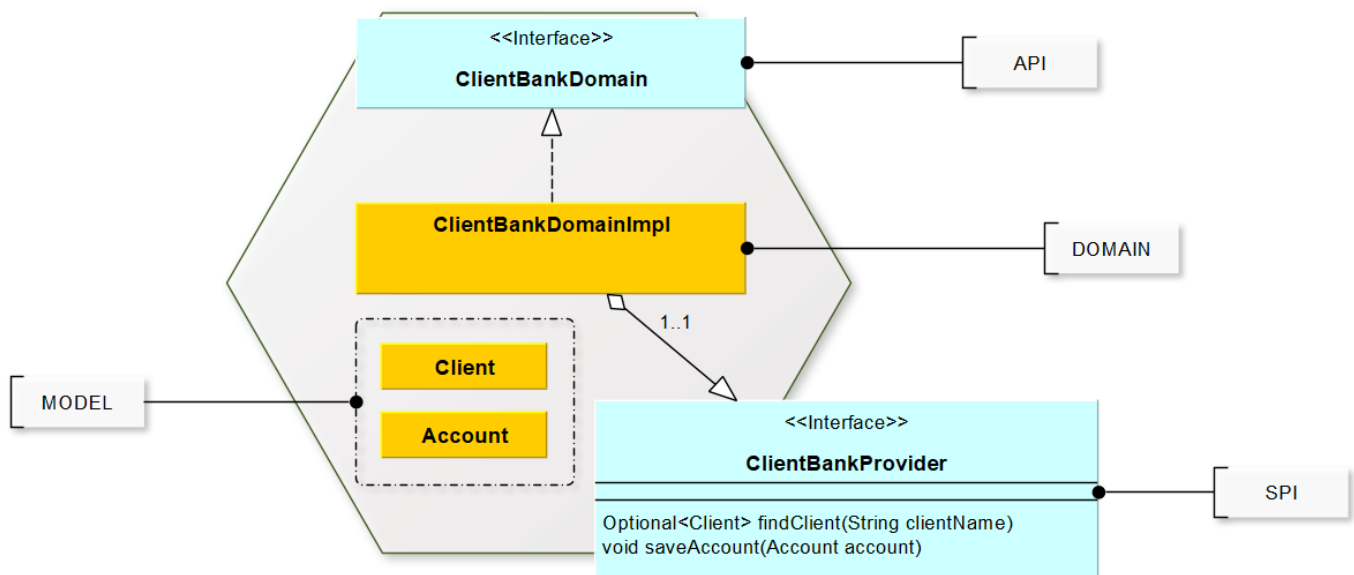 <<Interface>>
ClientBankDomain
API
ClientBankDomainImpl
DOMAIN
1..1
Client
Account
MODEL
<<Interface>>
ClientBankProvider
SPI
Optional<Client> findClient(String clientName)
void saveAccount(Account account)